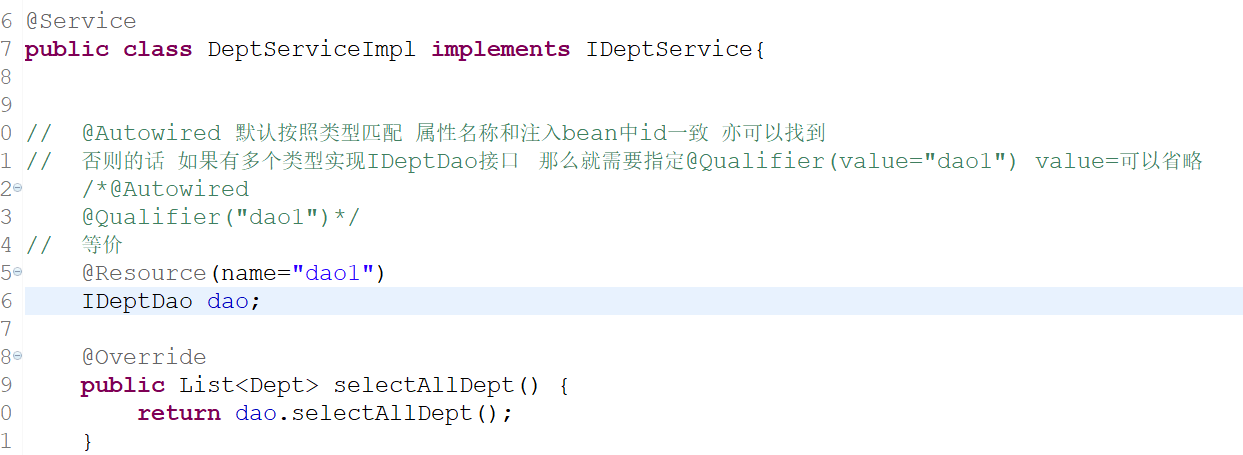 6 @Service
7 public class DeptServiceImpl implements IDeptService{
8
9
0 // @Autowired 默认按照类型匹配 属性名称和注入bean中id一致 亦可以找到
1 // 否则的话 如果有多个类型实现IDeptDao接口 那么就需要指定@Qualifier(value="dao1") value=可以省略
2 /*@Autowired
3 @Qualifier("dao1")*/
4 // 等价
5 @Resource(name="dao1")
6 IDeptDao dao;
7
8 @Override
9 public List<Dept> selectAllDept() {
0 return dao.selectAllDept();
1 }